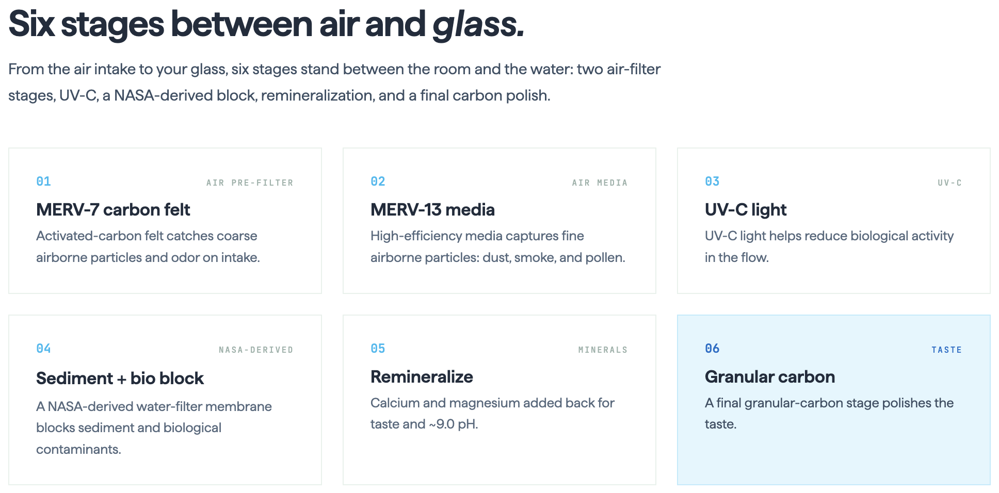 Six stages between air and glass.
From the air intake to your glass, six stages stand between the room and the water: two air-filter
stages, UV-C, a NASA-derived block, remineralization, and a final carbon polish.
01 AIR PRE-FILTER
MERV-7 carbon felt
Activated-carbon felt catches coarse
airborne particles and odor on intake.
02 AIR MEDIA
MERV-13 media
High-efficiency media captures fine
airborne particles: dust, smoke, and pollen.
03 UV-C
UV-C light
UV-C light helps reduce biological activity
in the flow.
04 NASA-DERIVED
Sediment + bio block
A NASA-derived water-filter membrane
blocks sediment and biological
contaminants.
05 MINERALS
Remineralize
Calcium and magnesium added back for
taste and ~9.0 pH.
06 TASTE
Granular carbon
A final granular-carbon stage polishes the
taste.